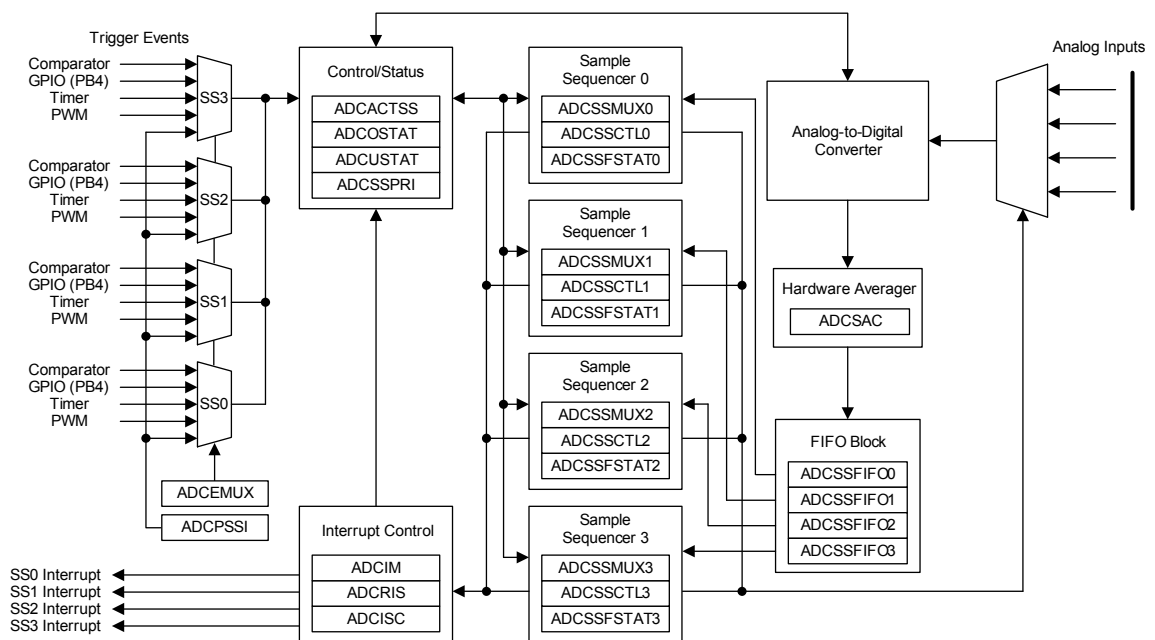 Trigger Events
Comparator
GPIO (PB4)
Timer
PWM
SS3
Comparator
GPIO (PB4)
Timer
PWM
SS2
Comparator
GPIO (PB4)
Timer
PWM
SS1
Comparator
GPIO (PB4)
Timer
PWM
SS0
ADCEMUX
ADCPSSI
Control/Status
ADCACTSS
ADCOSTAT
ADCUSTAT
ADCSSPRI
Interrupt Control
ADCIM
ADCRIS
ADCISC
SS0 Interrupt
SS1 Interrupt
SS2 Interrupt
SS3 Interrupt
Sample
Sequencer 0
ADCSSMUX0
ADCSSCTL0
ADCSSFSTAT0
Sample
Sequencer 1
ADCSSMUX1
ADCSSCTL1
ADCSSFSTAT1
Sample
Sequencer 2
ADCSSMUX2
ADCSSCTL2
ADCSSFSTAT2
Sample
Sequencer 3
ADCSSMUX3
ADCSSCTL3
ADCSSFSTAT3
Analog-to-Digital
Converter
Hardware Averager
ADCSAC
FIFO Block
ADCSSFIFO0
ADCSSFIFO1
ADCSSFIFO2
ADCSSFIFO3
Analog Inputs